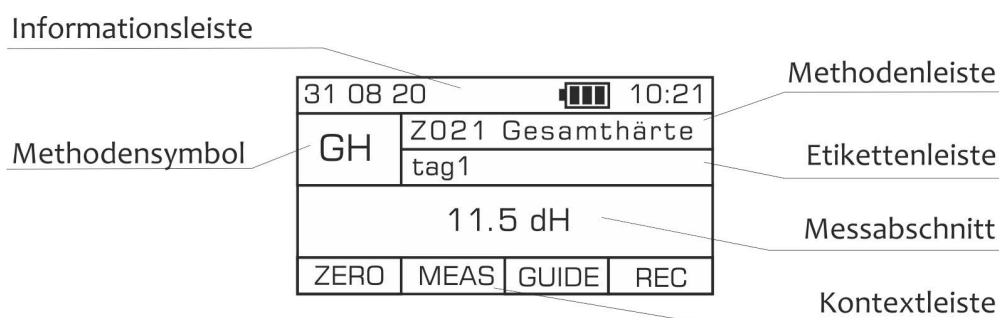 Informationsleiste
Methodenleiste
31 08 20 10:21
GH
Z021 Gesamthärte
tag1
Methodensymbol
Etikettenleiste
11.5 dH
Messabschnitt
ZERO MEAS GUIDE REC
Kontextleiste